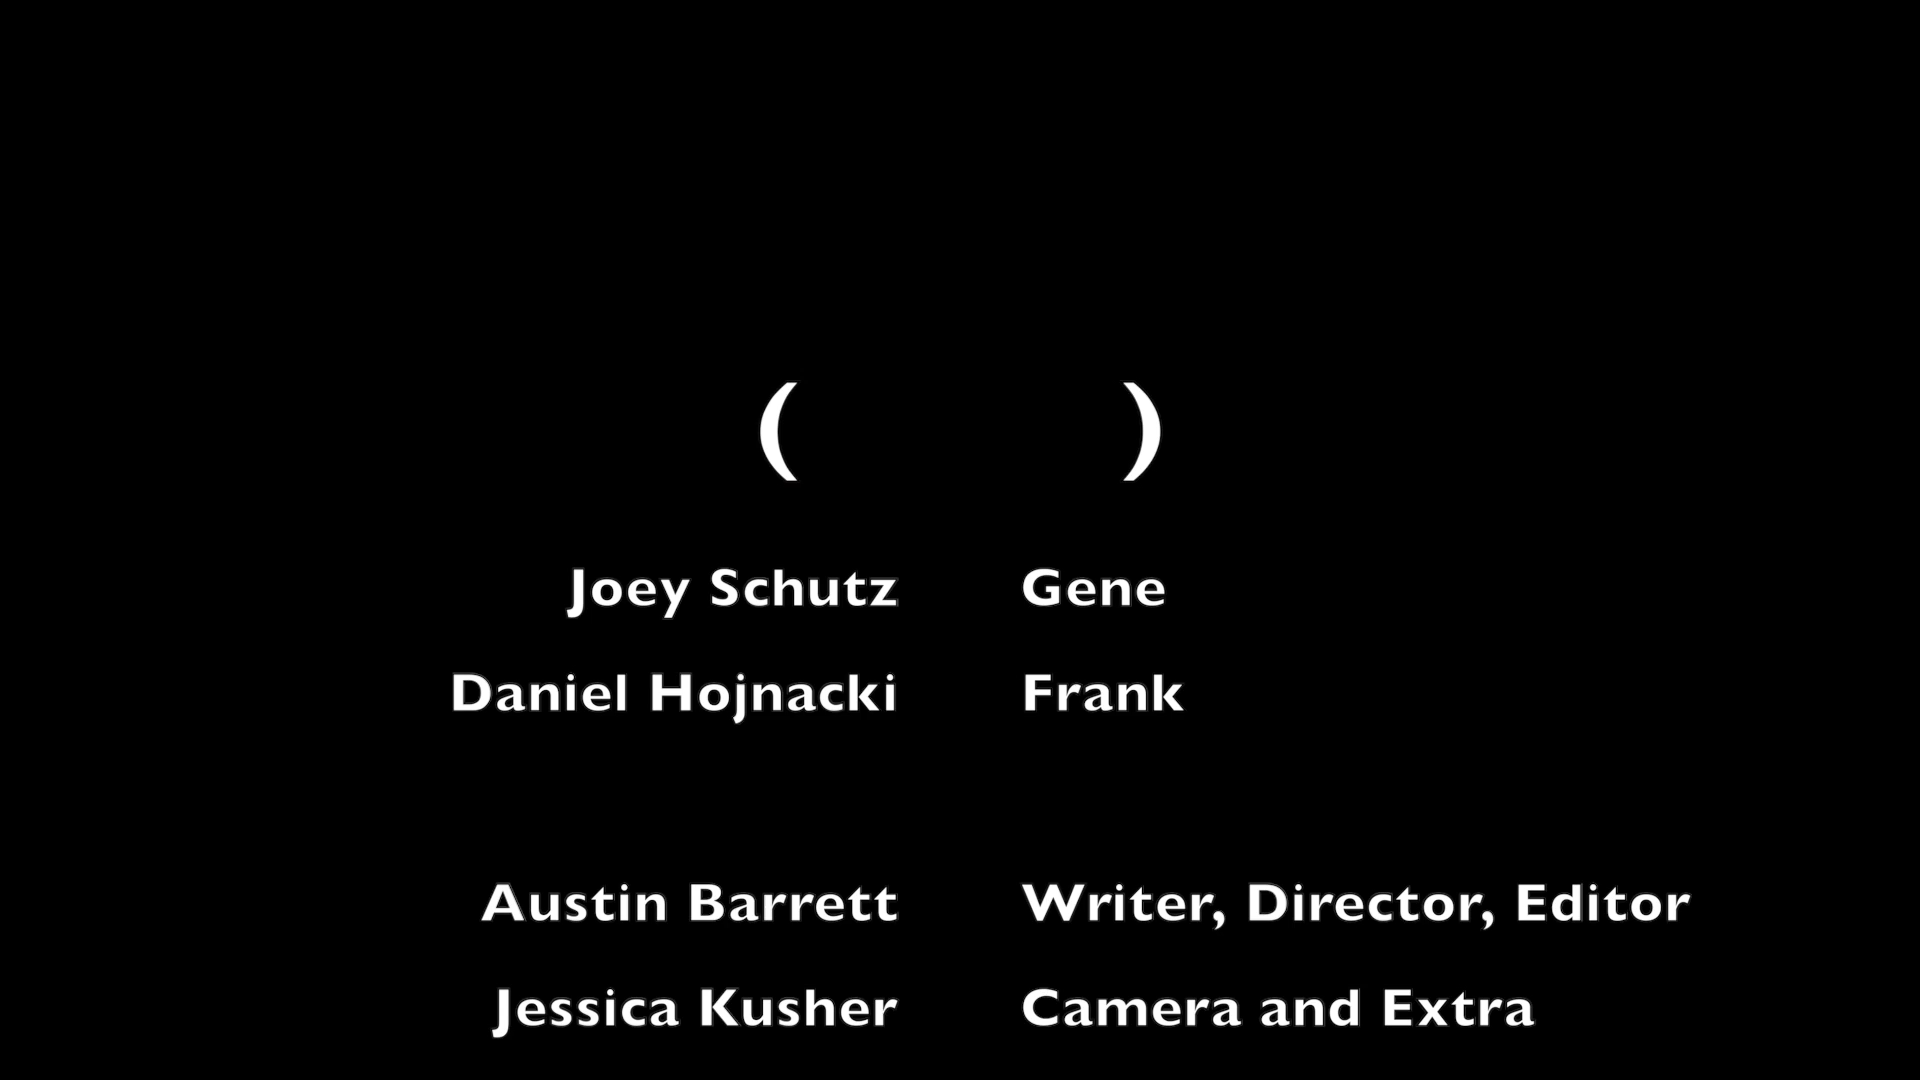 ( )
Joey Schutz Gene
Daniel Hojnacki Frank
Austin Barrett Writer, Director, Editor
Jessica Kusher Camera and Extra